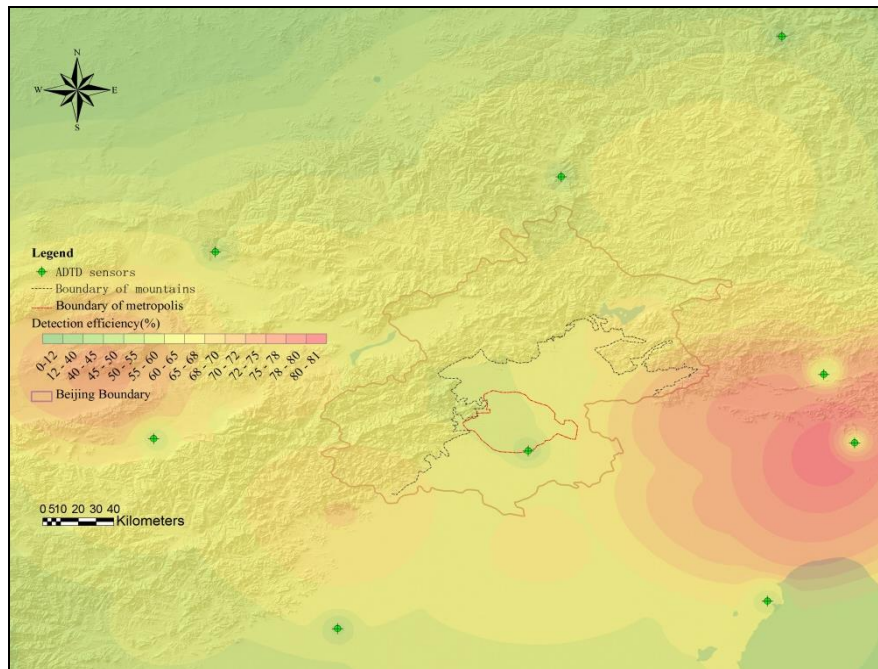 N
W E
S
Legend
ADTD sensors
Boundary of mountains
Boundary of metropolis
Detection efficiency(%)
0-12 12 - 40 40 - 45 45 - 50 50 - 55 55 - 60 60 - 65 65 - 68 68 - 70 70 - 72 72 - 75 75 - 78 78 - 80 80 - 81
Beijing Boundary
0 5 10 20 30 40
Kilometers